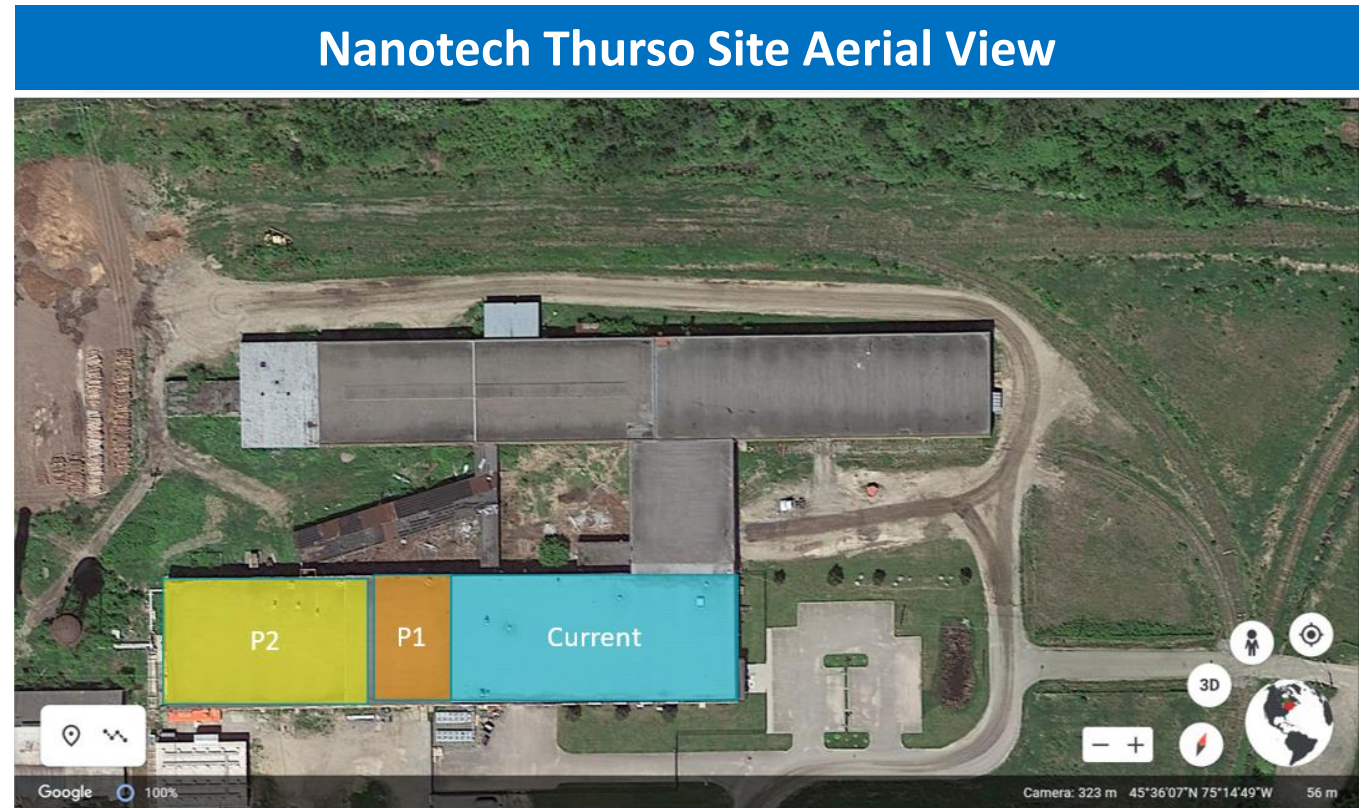 Nanotech Thurso Site Aerial View
P2
P1
Current
3D
Google
100%
Camera: 323 m 45°36'07"N 75°14'49"W
56 m